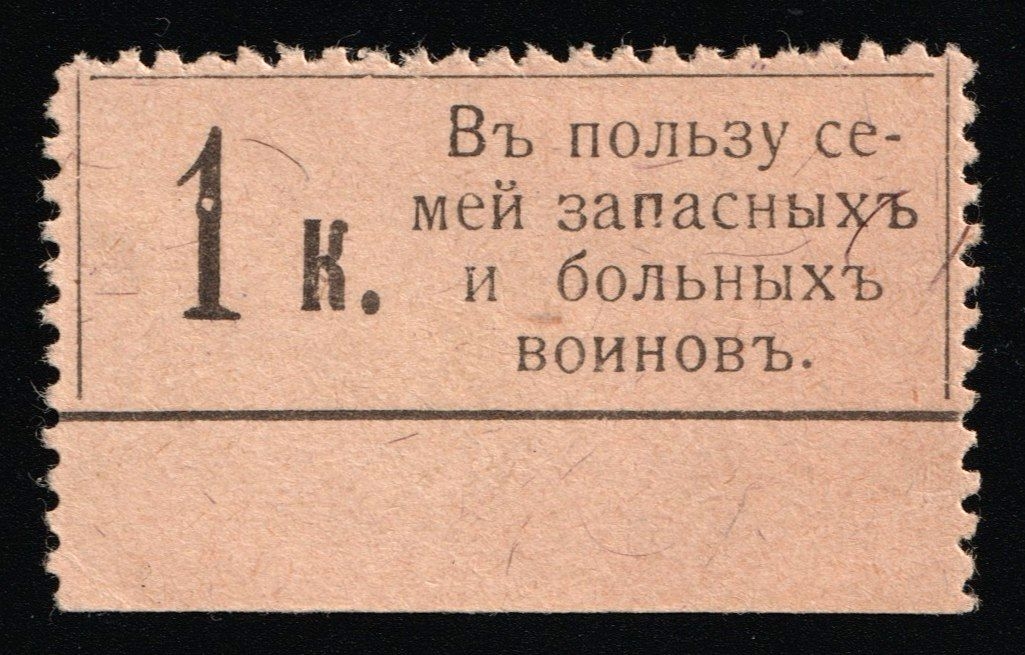 1 к.
Въ пользу се-
мей запасныхъ
и больныхъ
воиновъ.